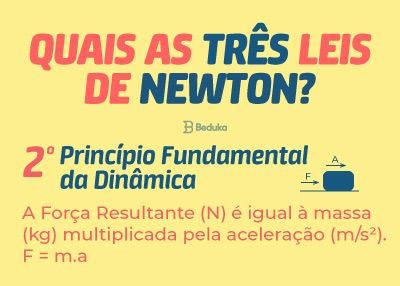 QUAIS AS TRÊS LEIS
DE NEWTON?
Beduka
2º Princípio Fundamental
da Dinâmica
A
F
A Força Resultante (N) é igual à massa
(kg) multiplicada pela aceleração (m/s²).
F = m.a